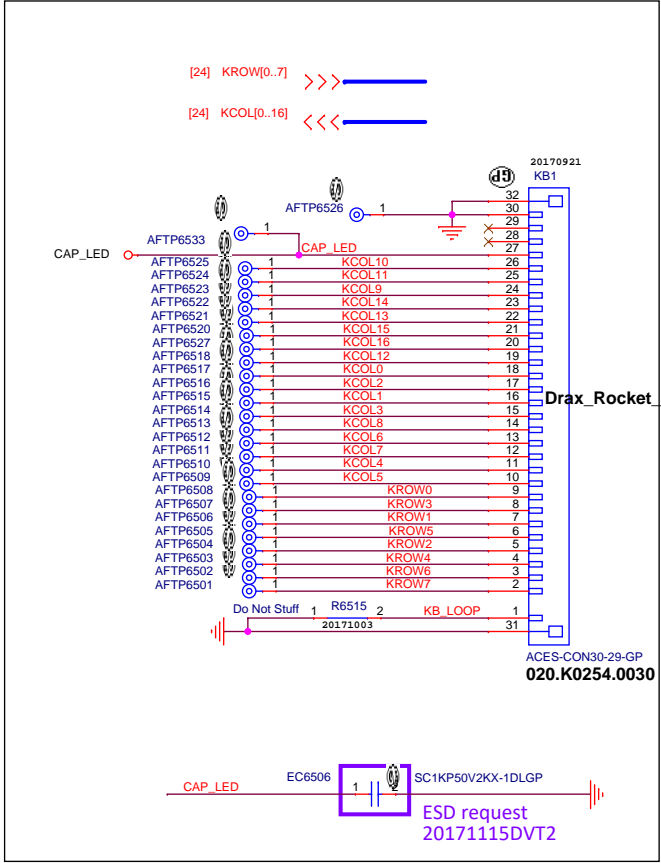 [24] KROW[0..7]
[24] KCOL[0..16]
20170921
KB1
GP
32
AFTP6526 1 30
29
AFTP6533 1 28
CAP_LED CAP_LED 27
AFTP6525 1 KCOL10 26
AFTP6524 1 KCOL11 25
AFTP6523 1 KCOL9 24
AFTP6522 1 KCOL14 23
AFTP6521 1 KCOL13 22
AFTP6520 1 KCOL15 21
AFTP6527 1 KCOL16 20
AFTP6518 1 KCOL12 19
AFTP6517 1 KCOL0 18
AFTP6516 1 KCOL2 17
AFTP6515 1 KCOL1 16 Drax_Rocket_
AFTP6514 1 KCOL3 15
AFTP6513 1 KCOL8 14
AFTP6512 1 KCOL6 13
AFTP6511 1 KCOL7 12
AFTP6510 1 KCOL4 11
AFTP6509 1 KCOL5 10
AFTP6508 1 KROW0 9
AFTP6507 1 KROW3 8
AFTP6506 1 KROW1 7
AFTP6505 1 KROW5 6
AFTP6504 1 KROW2 5
AFTP6503 1 KROW4 4
AFTP6502 1 KROW6 3
AFTP6501 1 KROW7 2
Do Not Stuff 1 R6515 2 KB_LOOP 1
20171003 31
ACES-CON30-29-GP
020.K0254.0030
EC6506 SC1KP50V2KX-1DLGP
CAP_LED 1 2
ESD request
20171115DVT2